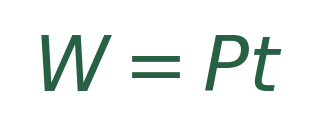 W = Pt